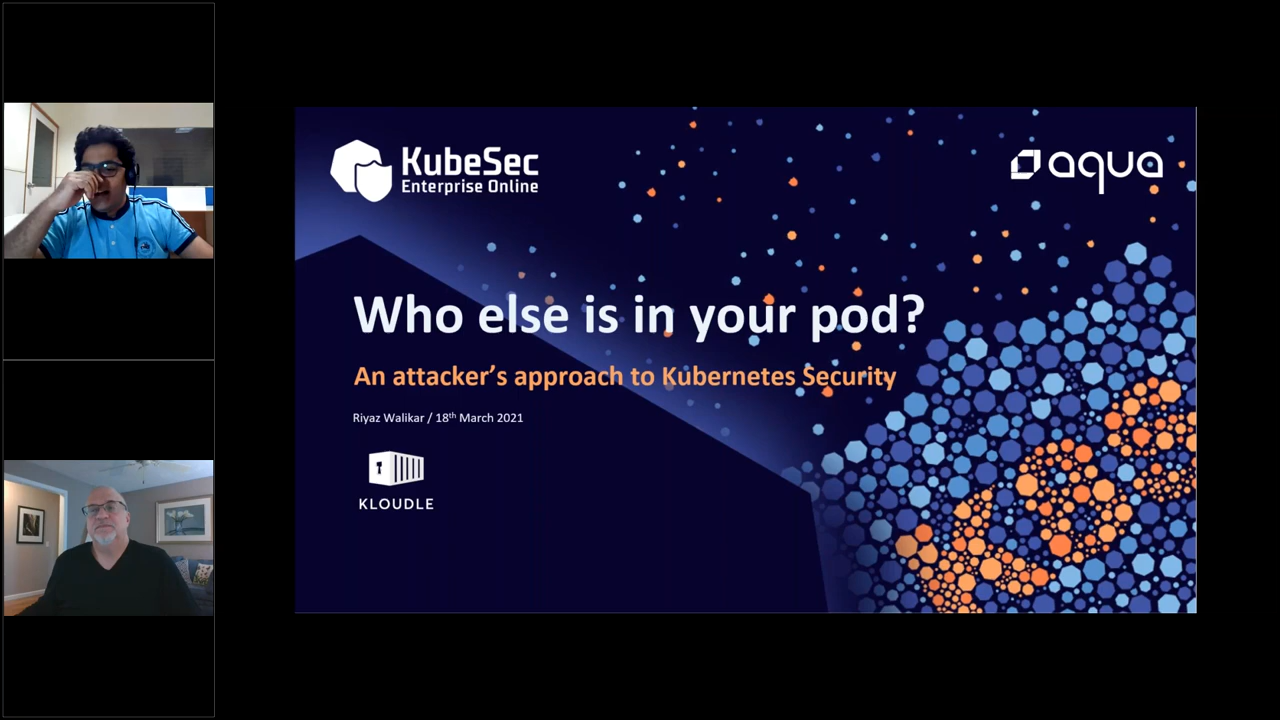 KubeSec
Enterprise Online
aqua
Who else is in your pod?
An attacker’s approach to Kubernetes Security
Riyaz Walikar / 18th March 2021
KLOUDLE